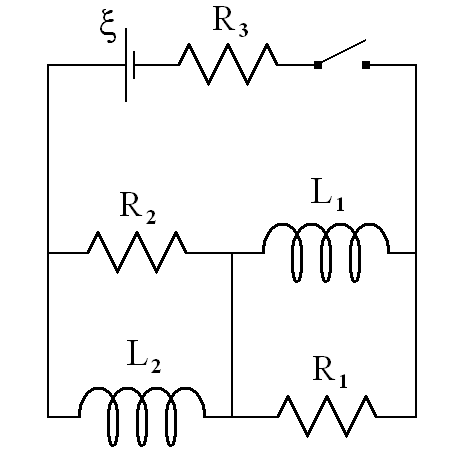 ξ
R₃
L₁
R₂
L₂
R₁